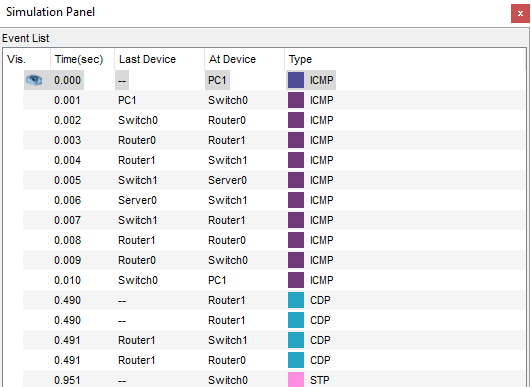 Simulation Panel x
Event List
Vis. Time(sec) Last Device At Device Type
0.000 -- PC1 ICMP
0.001 PC1 Switch0 ICMP
0.002 Switch0 Router0 ICMP
0.003 Router0 Router1 ICMP
0.004 Router1 Switch1 ICMP
0.005 Switch1 Server0 ICMP
0.006 Server0 Switch1 ICMP
0.007 Switch1 Router1 ICMP
0.008 Router1 Router0 ICMP
0.009 Router0 Switch0 ICMP
0.010 Switch0 PC1 ICMP
0.490 -- Router1 CDP
0.490 -- Router1 CDP
0.491 Router1 Switch1 CDP
0.491 Router1 Router0 CDP
0.951 -- Switch0 STP